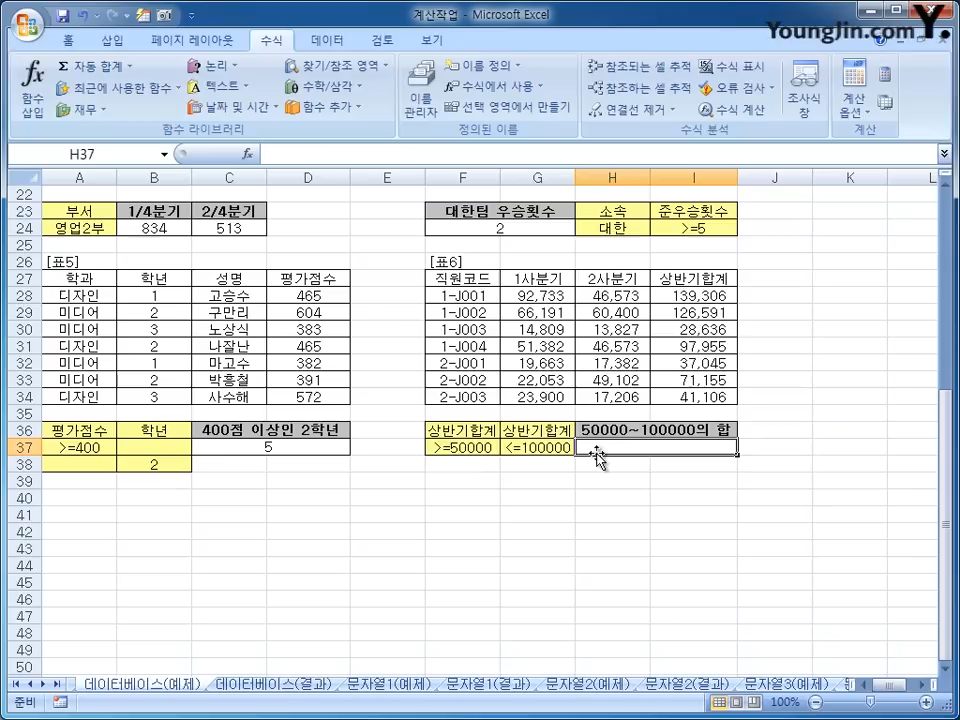 계산작업 - Microsoft Excel
YoungJin.com Y.
홈 삽입 페이지 레이아웃 수식 데이터 검토 보기
함수 삽입
Σ 자동 합계
최근에 사용한 함수
재무
논리
텍스트
날짜 및 시간
찾기/참조 영역
수학/삼각
함수 추가
함수 라이브러리
이름 관리자
이름 정의
수식에서 사용
선택 영역에서 만들기
정의된 이름
참조되는 셀 추적
참조하는 셀 추적
연결선 제거
수식 표시
오류 검사
수식 계산
수식 분석
조사식 창
계산 옵션
계산
H37 fx
A B C D E F G H I J K L
22
23 부서 1/4분기 2/4분기 대한팀 우승횟수 소속 준우승횟수
24 영업2부 834 513 2 대한 >=5
25
26 [표5] [표6]
27 학과 학년 성명 평가점수 직원코드 1사분기 2사분기 상반기합계
28 디자인 1 고승수 465 1-J001 92,733 46,573 139,306
29 미디어 2 구만리 604 1-J002 66,191 60,400 126,591
30 미디어 3 노상식 383 1-J003 14,809 13,827 28,636
31 디자인 2 나잘난 465 1-J004 51,382 46,573 97,955
32 미디어 1 마고수 382 2-J001 19,663 17,382 37,045
33 미디어 2 박흥철 391 2-J002 22,053 49,102 71,155
34 디자인 3 사수해 572 2-J003 23,900 17,206 41,106
35
36 평가점수 학년 400점 이상인 2학년 상반기합계 상반기합계 50000~100000의 합
37 >=400 5 >=50000 <=100000
38 2
39
40
41
42
43
44
45
46
47
48
49
50
데이터베이스(예제) 데이터베이스(결과) 문자열1(예제) 문자열1(결과) 문자열2(예제) 문자열2(결과) 문자열3(예제)
준비 100%